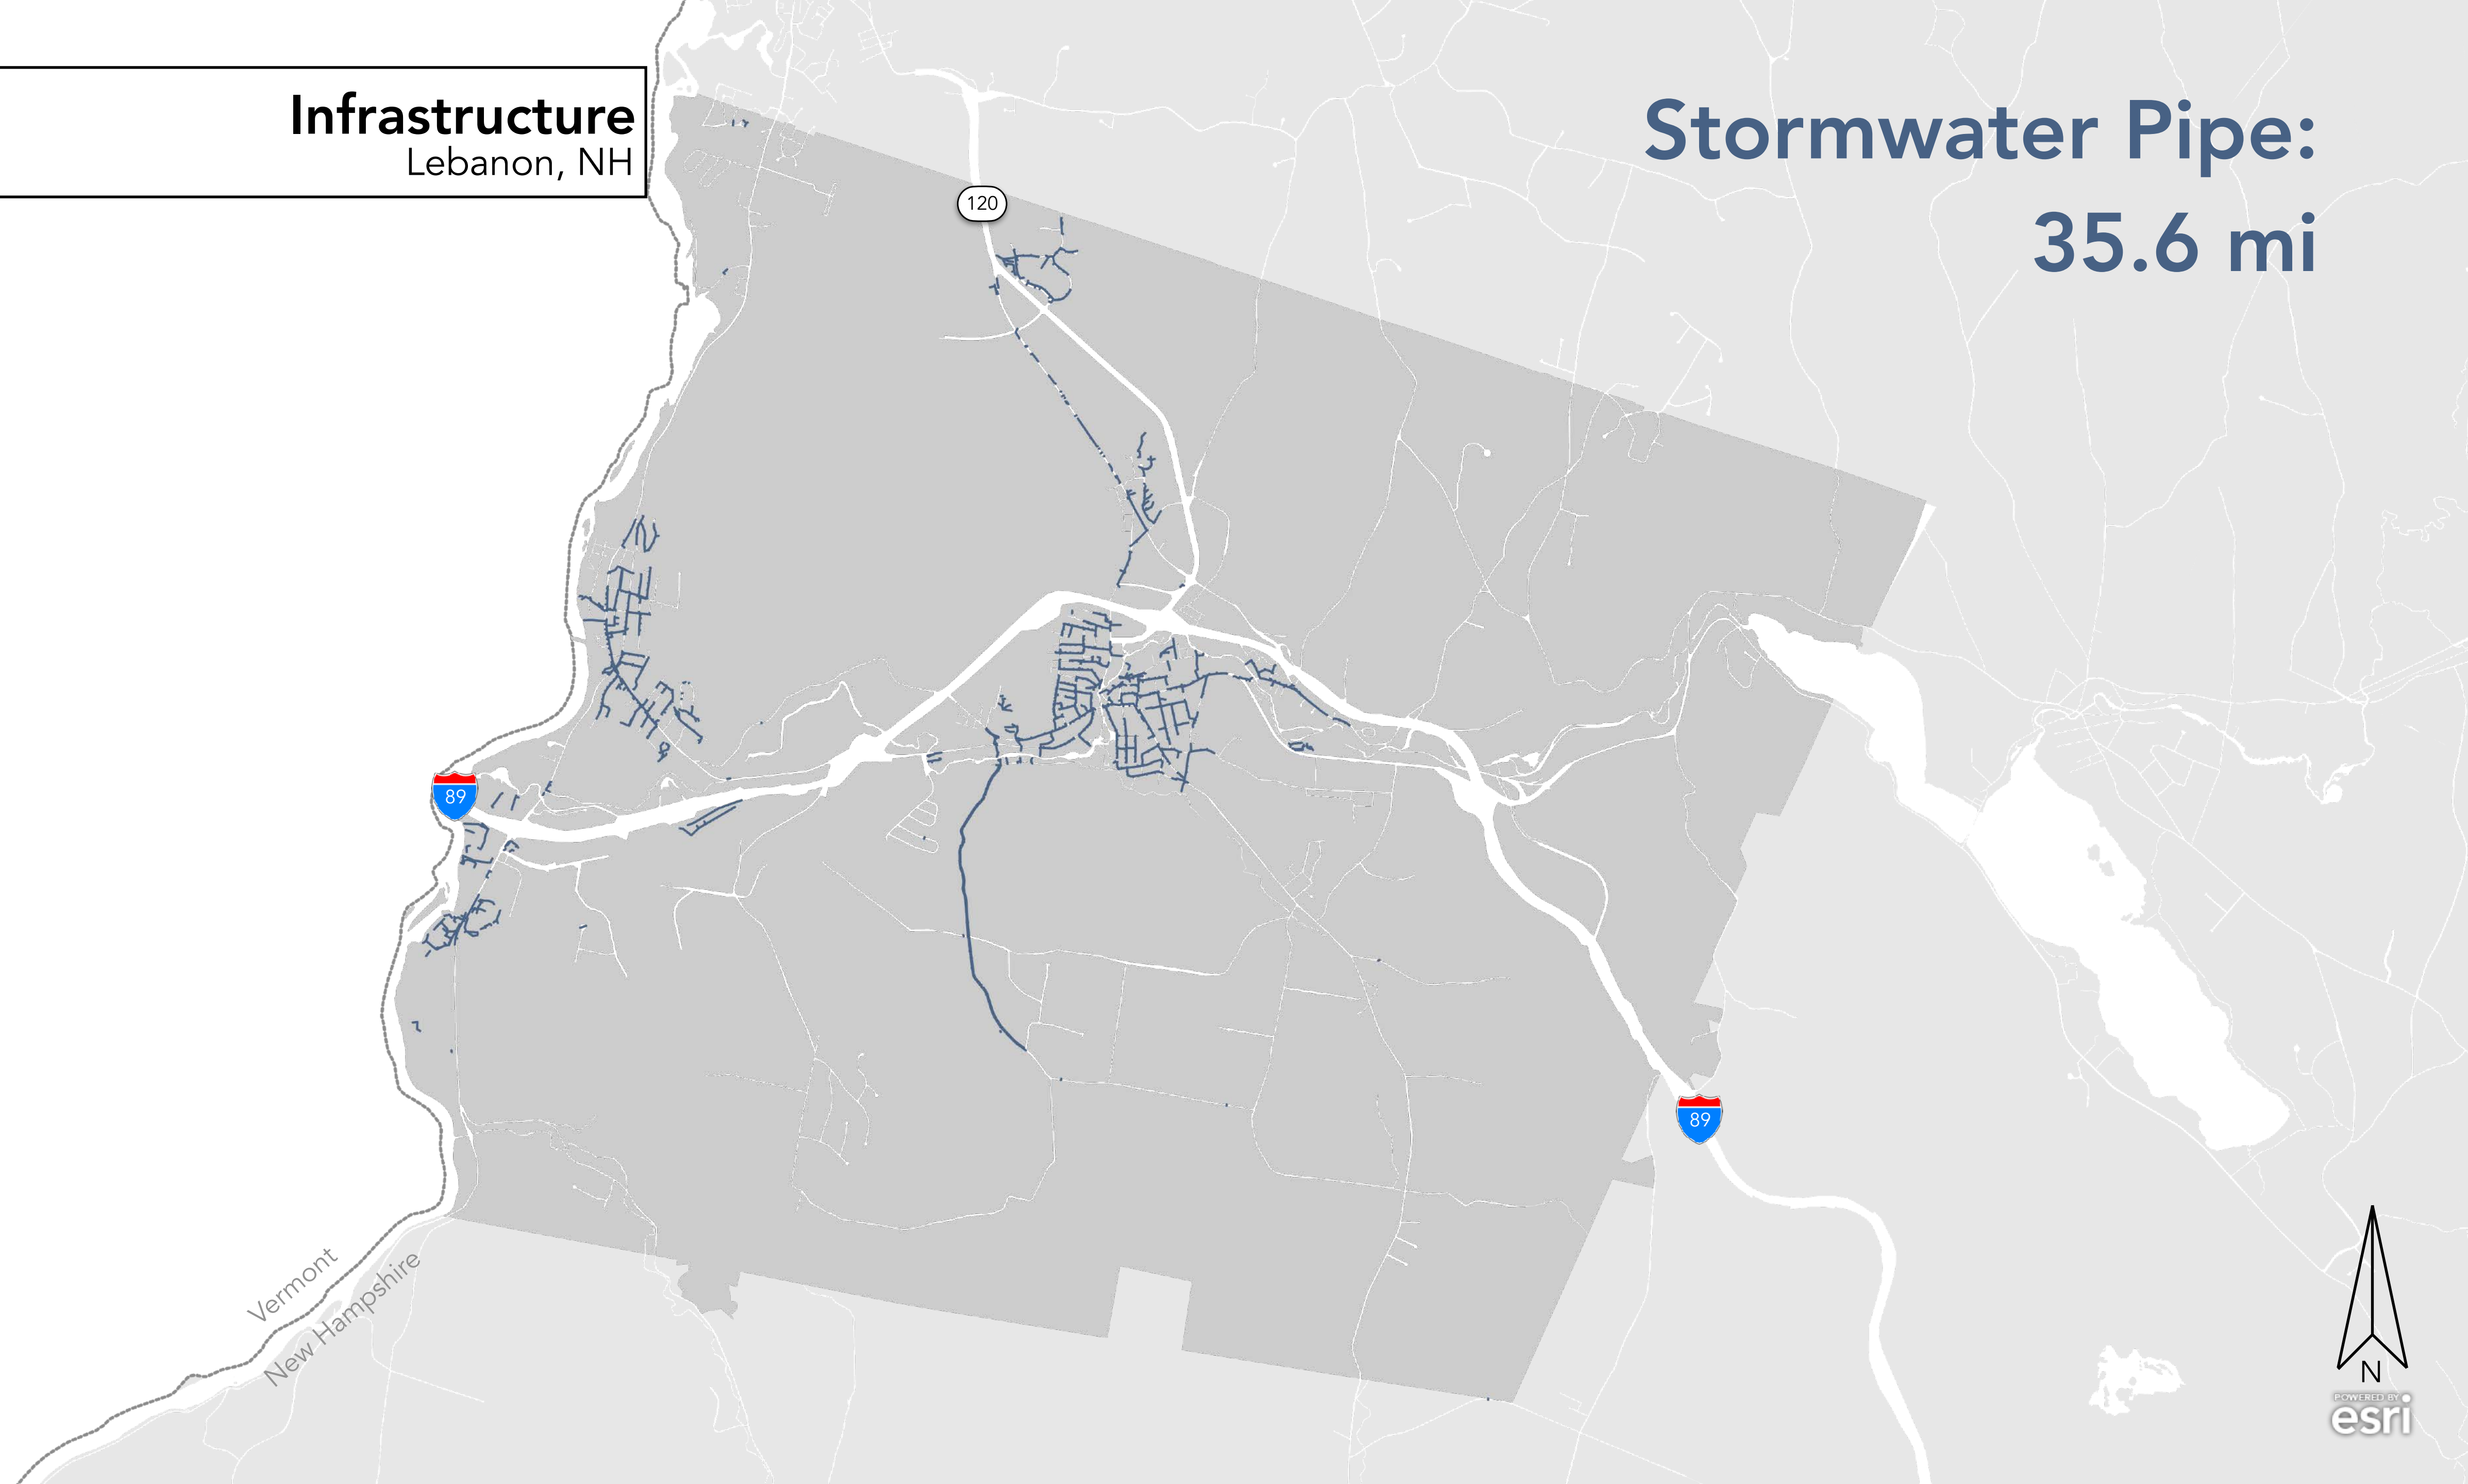 Infrastructure
Lebanon, NH
Stormwater Pipe:
35.6 mi
120
89
89
Vermont
New Hampshire
N
POWERED BY
esri